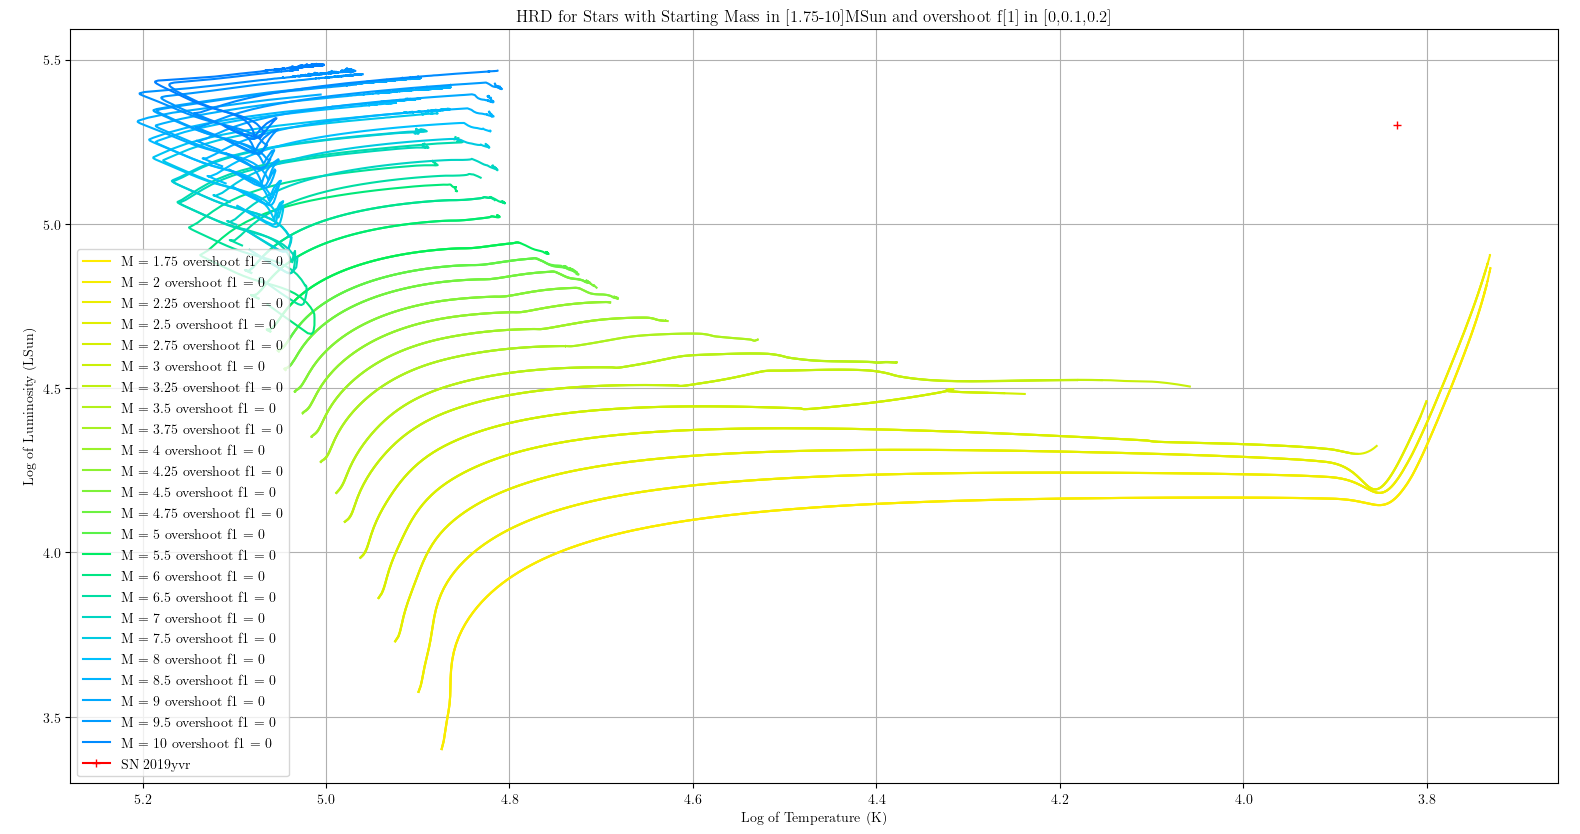 HRD for Stars with Starting Mass in [1.75-10]MSun and overshoot f[1] in [0,0.1,0.2]
Log of Luminosity (LSun)
5.5
5.0
4.5
4.0
3.5
M = 1.75 overshoot f1 = 0
M = 2 overshoot f1 = 0
M = 2.25 overshoot f1 = 0
M = 2.5 overshoot f1 = 0
M = 2.75 overshoot f1 = 0
M = 3 overshoot f1 = 0
M = 3.25 overshoot f1 = 0
M = 3.5 overshoot f1 = 0
M = 3.75 overshoot f1 = 0
M = 4 overshoot f1 = 0
M = 4.25 overshoot f1 = 0
M = 4.5 overshoot f1 = 0
M = 4.75 overshoot f1 = 0
M = 5 overshoot f1 = 0
M = 5.5 overshoot f1 = 0
M = 6 overshoot f1 = 0
M = 6.5 overshoot f1 = 0
M = 7 overshoot f1 = 0
M = 7.5 overshoot f1 = 0
M = 8 overshoot f1 = 0
M = 8.5 overshoot f1 = 0
M = 9 overshoot f1 = 0
M = 9.5 overshoot f1 = 0
M = 10 overshoot f1 = 0
SN 2019yvr
5.2 5.0 4.8 4.6 4.4 4.2 4.0 3.8
Log of Temperature (K)